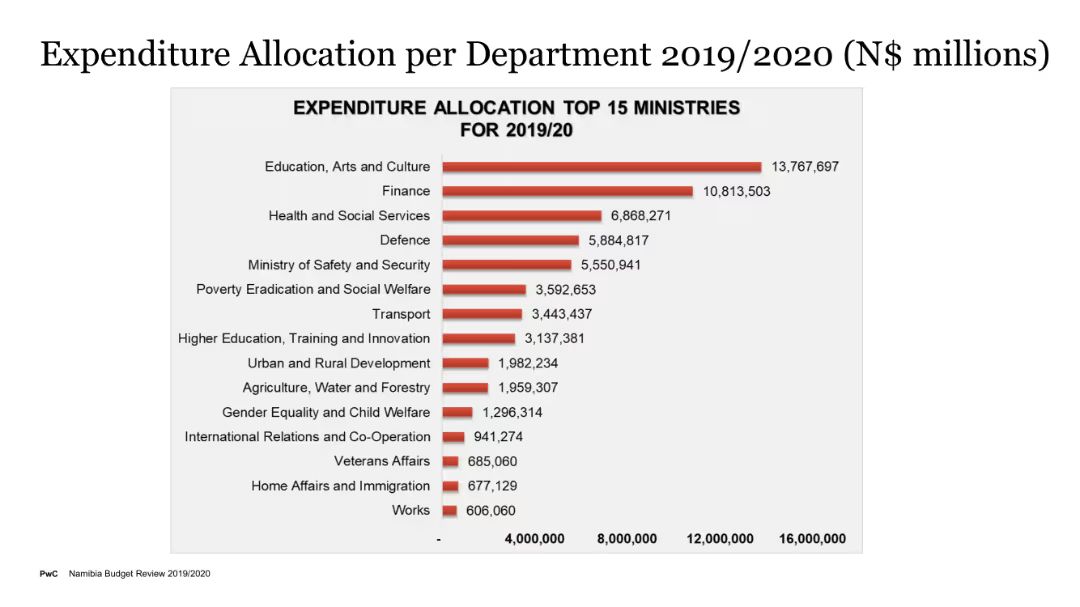 Expenditure Allocation per Department 2019/2020 (N$ millions)
EXPENDITURE ALLOCATION TOP 15 MINISTRIES
FOR 2019/20
Education, Arts and Culture 13,767,697
Finance 10,813,503
Health and Social Services 6,868,271
Defence 5,884,817
Ministry of Safety and Security 5,550,941
Poverty Eradication and Social Welfare 3,592,653
Transport 3,443,437
Higher Education, Training and Innovation 3,137,381
Urban and Rural Development 1,982,234
Agriculture, Water and Forestry 1,959,307
Gender Equality and Child Welfare 1,296,314
International Relations and Co-Operation 941,274
Veterans Affairs 685,060
Home Affairs and Immigration 677,129
Works 606,060
- 4,000,000 8,000,000 12,000,000 16,000,000
PwC Namibia Budget Review 2019/2020